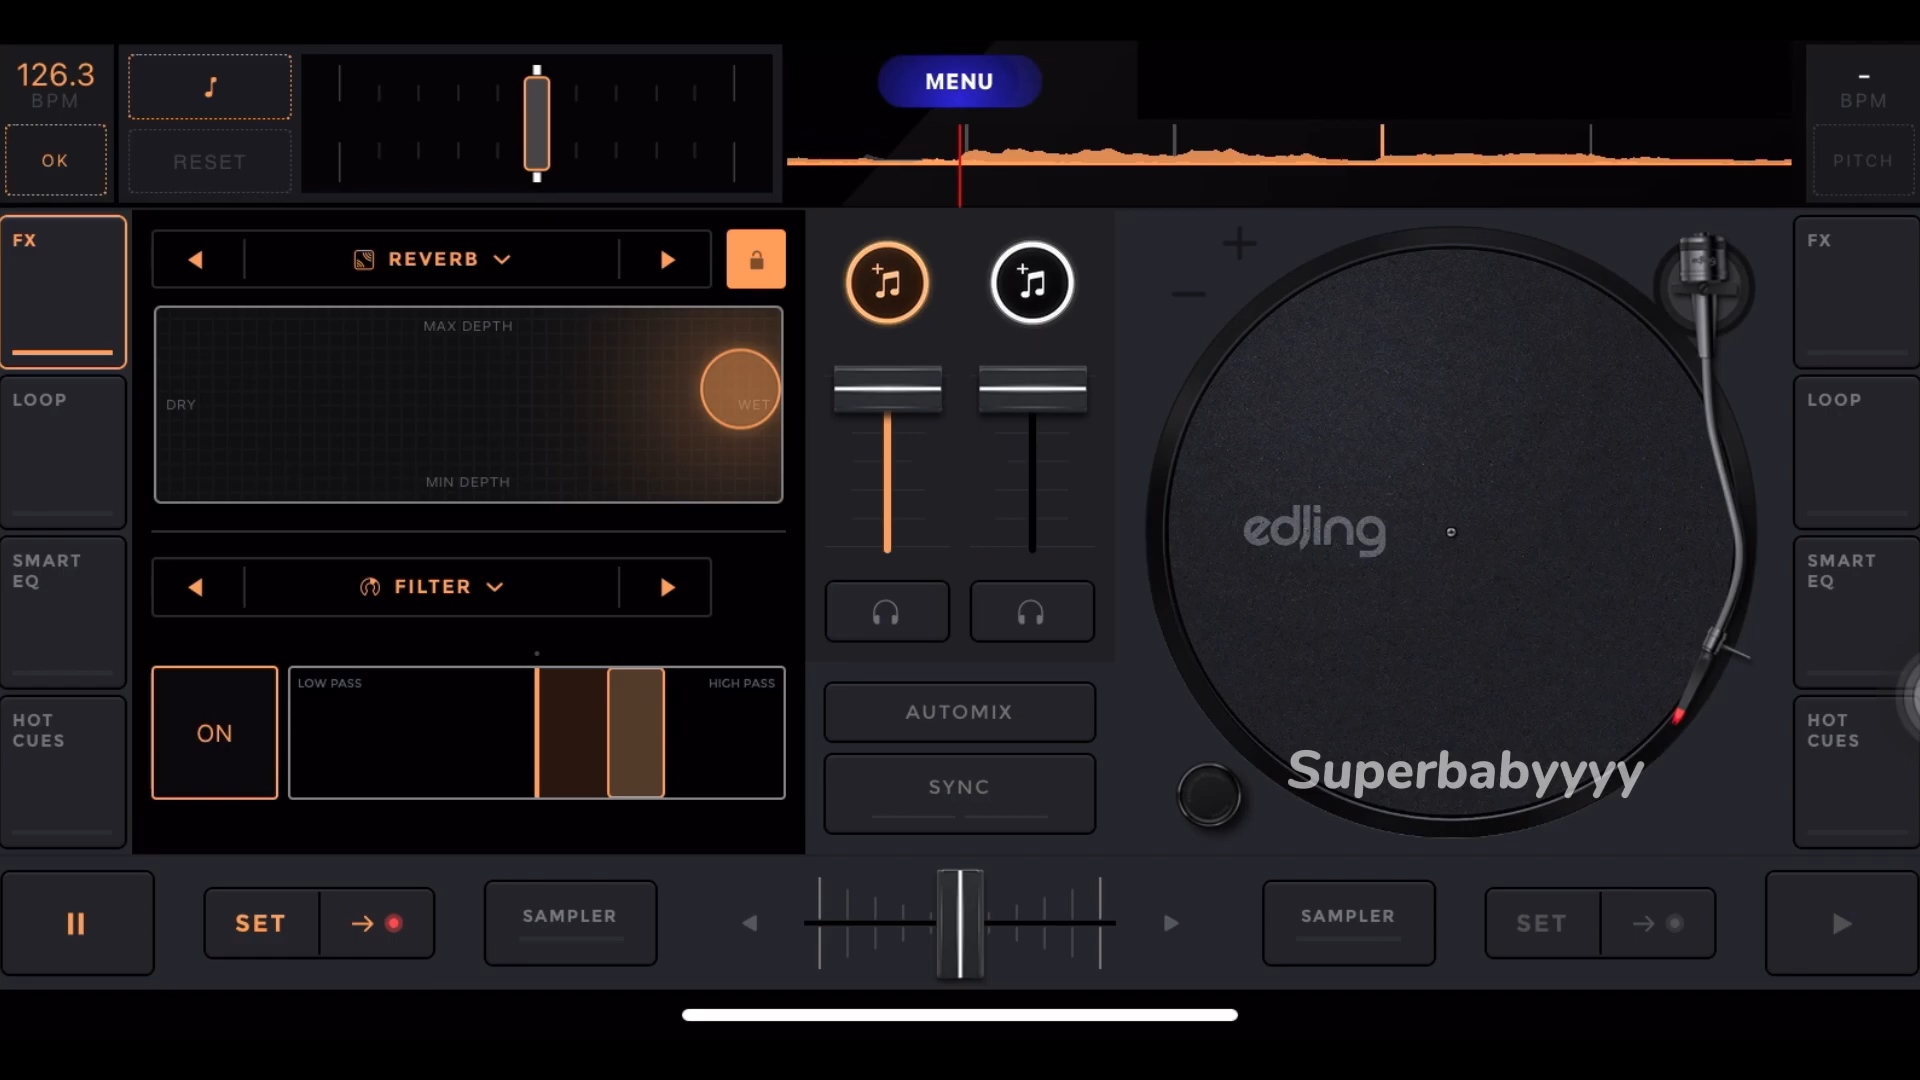 126.3
BPM
OK
RESET
MENU
-
BPM
PITCH
FX
LOOP
SMART
EQ
HOT
CUES
REVERB
MAX DEPTH
DRY
WET
MIN DEPTH
FILTER
ON
LOW PASS
HIGH PASS
AUTOMIX
SYNC
edjing
edjing
Superbabyyyy
FX
LOOP
SMART
EQ
HOT
CUES
SET
SAMPLER
SAMPLER
SET